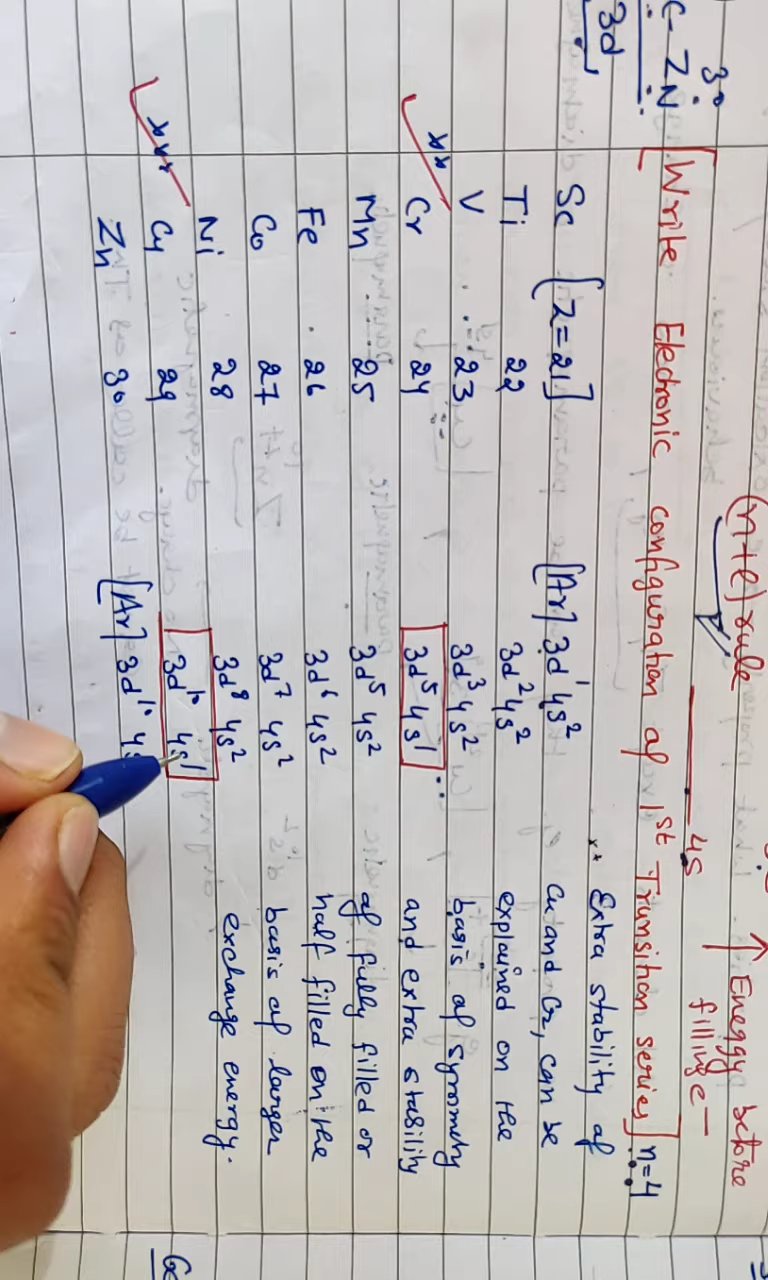 ↑ Energy before
filling e⁻
(n+e) rule
4s
C-ZN
30
3d
[Write Electronic configuration of 1st Transition series] n=4
Sc [Z=21] [Ar] 3d¹ 4s²
Ti 22 3d² 4s²
V 23 3d³ 4s²
Cr 24 3d⁵ 4s¹
Mn 25 3d⁵ 4s²
Fe 26 3d⁶ 4s²
Co 27 3d⁷ 4s²
Ni 28 3d⁸ 4s²
Cu 29 3d¹⁰ 4s¹
Zn 30 [Ar] 3d¹⁰ 4s
Extra stability of
Cu and Cr, can be
explained on the
basis of symmetry
and extra stability
of fully filled or
half filled on the
basis of larger
exchange energy.